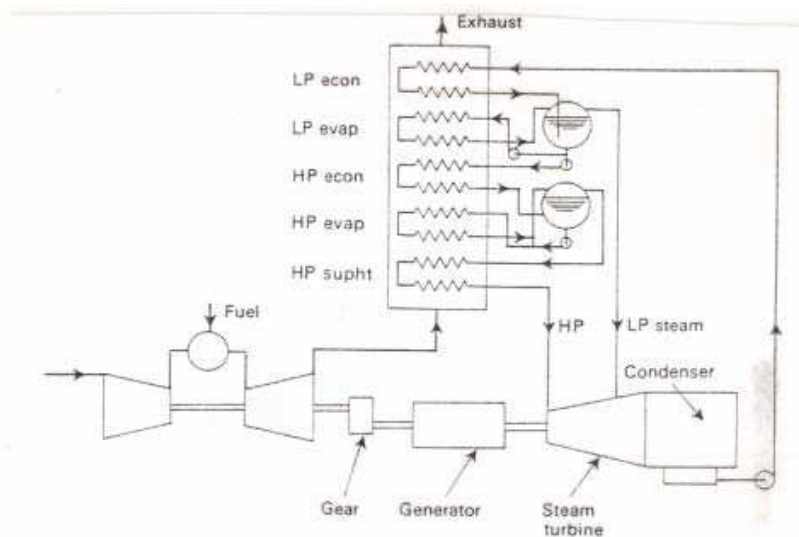 Exhaust
LP econ
LP evap
HP econ
HP evap
HP supht
Fuel
HP
LP steam
Condenser
Gear
Generator
Steam
turbine